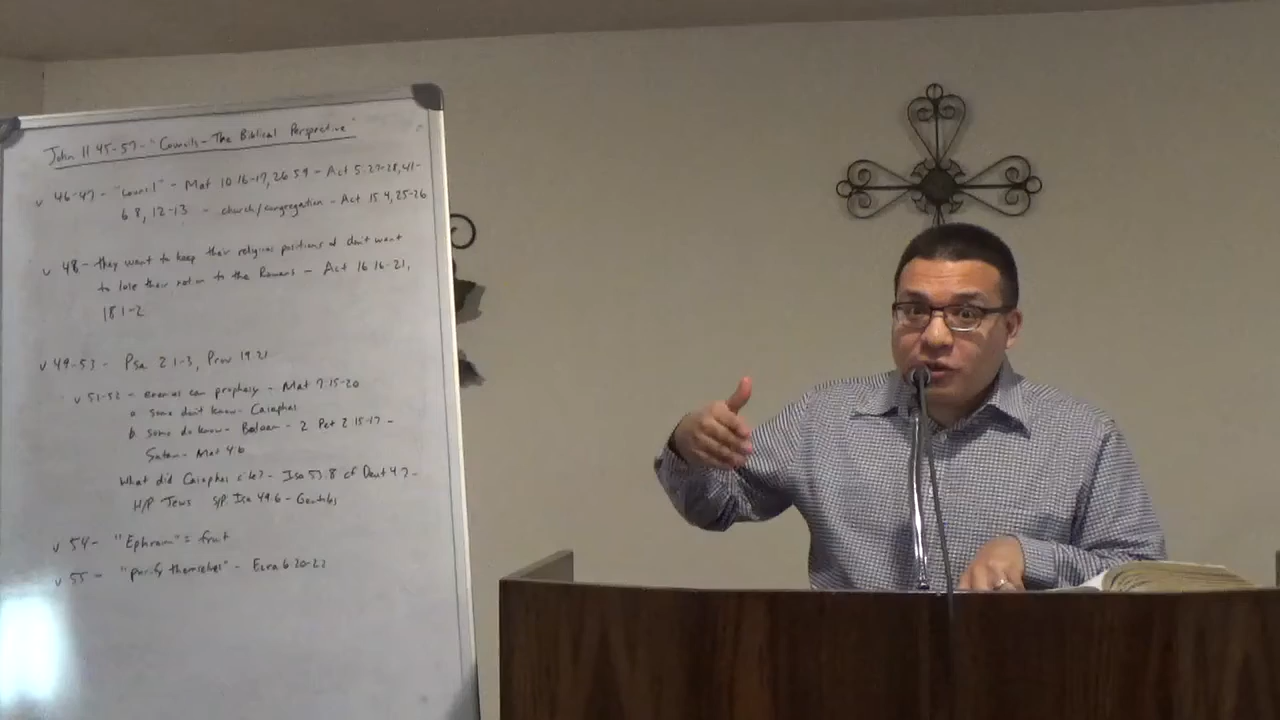 John 11 45-57 - "Councils - The Biblical Perspective"
v 46-47 - "council" - Mat 10 16-17, 26 59 - Act 5 27-28, 41 -
6 8, 12-13 - church/congregation - Act 15 4, 25-26
v 48 - they want to keep their religious positions & don't want
to lose their nation to the Romans - Act 16 16-21,
18 1-2
v 49-53 - Psa 2 1-3, Prov 19 21
v 51-52 - enemies can prophesy - Mat 7 15-20
a some don't know - Caiaphas
b some do know - Balaam - 2 Pet 2 15-17 -
Satan - Mat 4 6
What did Caiaphas cite? - Isa 53 8 cf Deut 4 2 -
H/P Jews S/P Isa 49 6 - Gentiles
v 54 - "Ephraim" = fruit
v 55 - "purify themselves" - Ezra 6 20-22